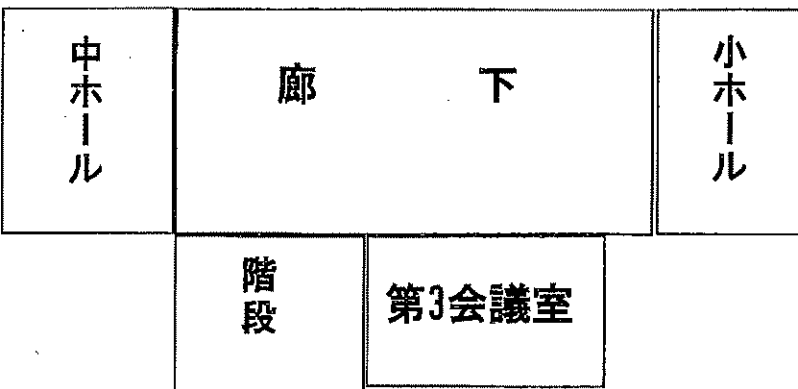 中ホール
廊下
小ホール
階段
第3会議室